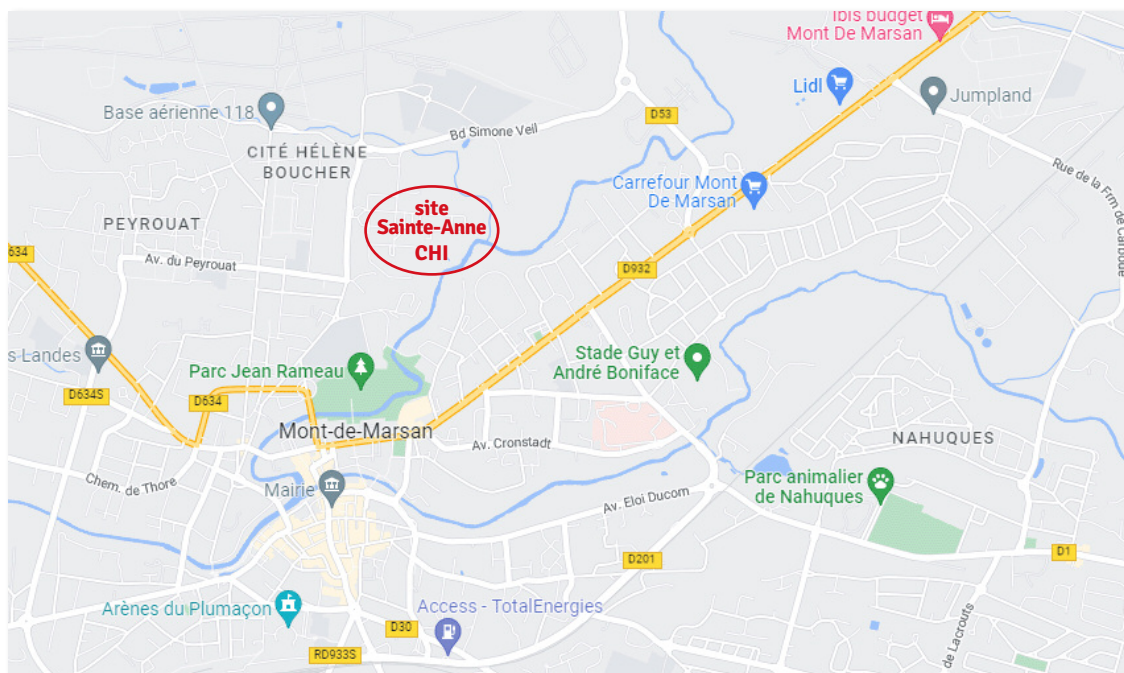 Ibis budget
Mont De Marsan
Lidl
Jumpland
Base aérienne 118
D53
Bd Simone Veil
CITÉ HÉLÈNE
BOUCHER
Rue de la Frm de Carboué
Carrefour Mont
De Marsan
site
Sainte-Anne
CHI
PEYROUAT
634
Av. du Peyrouat
D932
s Landes
Parc Jean Rameau
Stade Guy et
André Boniface
D634S
D634
Mont-de-Marsan
Av. Cronstadt
NAHUQUES
Chem. de Thore
Mairie
Parc animalier
de Nahuques
Av. Eloi Ducom
D1
D201
Arènes du Plumaçon
Access - TotalEnergies
D30
RD933S
de Lacrouts